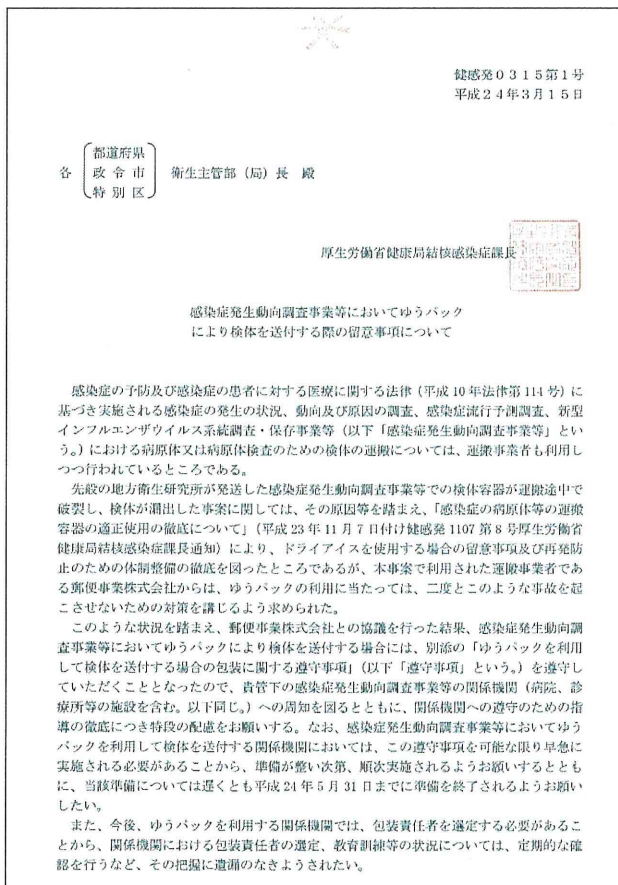 健感発0315第1号
平成24年3月15日
各
都道府県
政令市
特別区
衛生主管部(局)長 殿
厚生労働省健康局結核感染症課長
感染症発生動向調査事業等においてゆうパック
により検体を送付する際の留意事項について
感染症の予防及び感染症の患者に対する医療に関する法律(平成10年法律第114号)に
基づき実施される感染症の発生の状況、動向及び原因の調査、感染症流行予測調査、新型
インフルエンザウイルス系統調査・保存事業等(以下「感染症発生動向調査事業等」とい
う。)における病原体又は病原体検査のための検体の運搬については、運搬事業者も利用し
つつ行われているところである。
先般の地方衛生研究所が発送した感染症発生動向調査事業等での検体容器が運搬途中で
破裂し、検体が漏出した事案に関しては、その原因等を踏まえ、「感染症の病原体等の運搬
容器の適正使用の徹底について」(平成23年11月7日付け健感発1107第8号厚生労働省
健康局結核感染症課長通知)により、ドライアイスを使用する場合の留意事項及び再発防
止のための体制整備の徹底を図ったところであるが、本事案で利用された運搬事業者であ
る郵便事業株式会社からは、ゆうパックの利用に当たっては、二度とこのような事故を起
こさせないための対策を講じるよう求められた。
このような状況を踏まえ、郵便事業株式会社との協議を行った結果、感染症発生動向調
査事業等においてゆうパックにより検体を送付する場合には、別添の「ゆうパックを利用
して検体を送付する場合の包装に関する遵守事項」(以下「遵守事項」という。)を遵守し
ていただくこととなったので、貴管下の感染症発生動向調査事業等の関係機関(病院、診
療所等の施設を含む。以下同じ。)への周知を図るとともに、関係機関への遵守のための指
導の徹底につき特段の配慮をお願いする。なお、感染症発生動向調査事業等においてゆう
パックを利用して検体を送付する関係機関においては、この遵守事項を可能な限り早急に
実施される必要があることから、準備が整い次第、順次実施されるようお願いするととも
に、当該準備については遅くとも平成24年5月31日までに準備を終了されるようお願い
したい。
また、今後、ゆうパックを利用する関係機関では、包装責任者を選定する必要があるこ
とから、関係機関における包装責任者の選定、教育訓練等の状況については、定期的な確
認を行うなど、その把握に遺漏のなきようされたい。